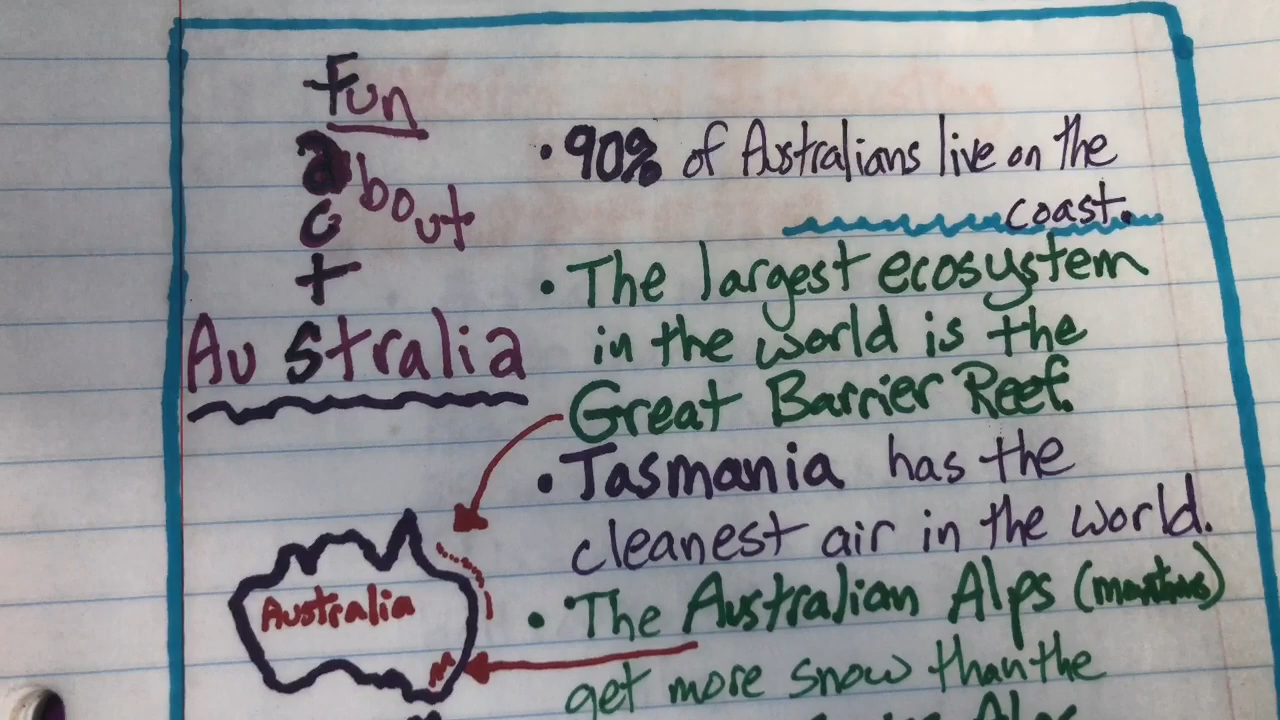 Fun
about
c
t
Australia
• 90% of Australians live on the
coast.
• The largest ecosystem
in the world is the
Great Barrier Reef.
• Tasmania has the
cleanest air in the world.
• The Australian Alps
get more snow than the
Australia